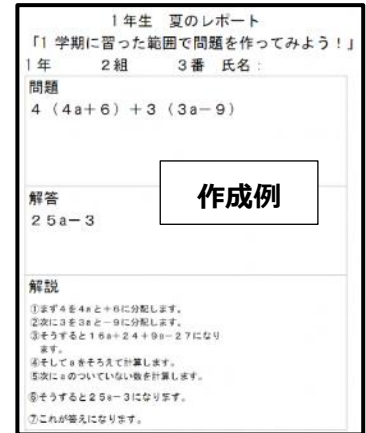 1年生 夏のレポート
「1学期に習った範囲で問題を作ってみよう！」
1年 2組 3番 氏名：
問題
4（4a＋6）＋3（3a－9）
作成例
解答
25a－3
解説
①まず4を4aと＋6に分配します。
②次に3を3aと－9に分配します。
③そうすると16a＋24＋9a－27になり
ます。
④そしてaをそろえて計算します。
⑤次にaのついていない数を計算します。
⑥そうすると25a－3になります。
⑦これが答えになります。